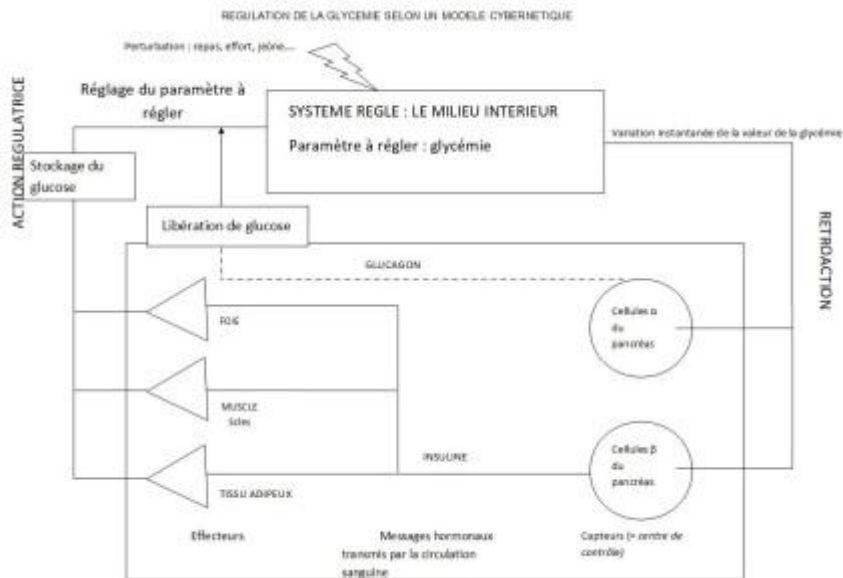 REGULATION DE LA GLYCEMIE SELON UN MODELE CYBERNETIQUE
Perturbation : repas, effort, jeûne....
ACTION REGULATRICE
Réglage du paramètre à
régler
SYSTEME REGLE : LE MILIEU INTERIEUR
Paramètre à régler : glycémie
Variation instantanée de la valeur de la glycémie
Stockage du
glucose
Libération de glucose
RETROACTION
GLUCAGON
Cellules α
du
pancréas
FOIE
MUSCLE
MUSCLE
INSULINE
Cellules β
du
pancréas
TISSU ADIPEUX
Effecteurs
Messages hormonaux
transmis par la circulation
sanguine
Capteurs (= centre de
contrôle)